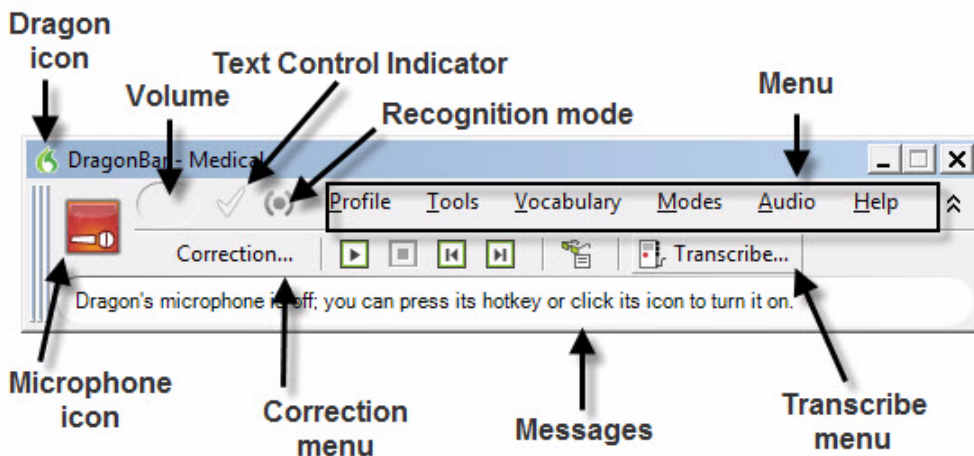 Dragon
icon
Volume
Text Control Indicator
Recognition mode
Menu
DragonBar - Medical
Profile Tools Vocabulary Modes Audio Help
Correction... Transcribe...
Dragon's microphone is off; you can press its hotkey or click its icon to turn it on.
Microphone
icon
Correction
menu
Messages
Transcribe
menu